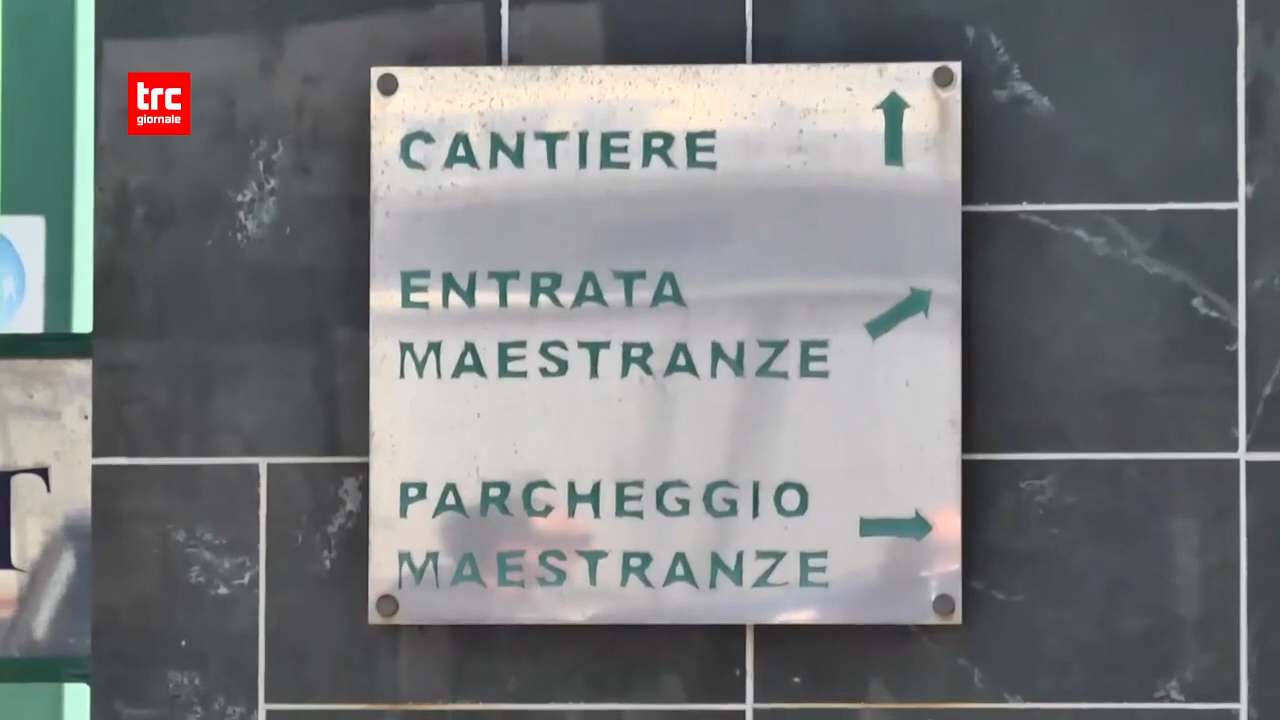 trc
giornale
CANTIERE
ENTRATA
MAESTRANZE
PARCHEGGIO
MAESTRANZE
T